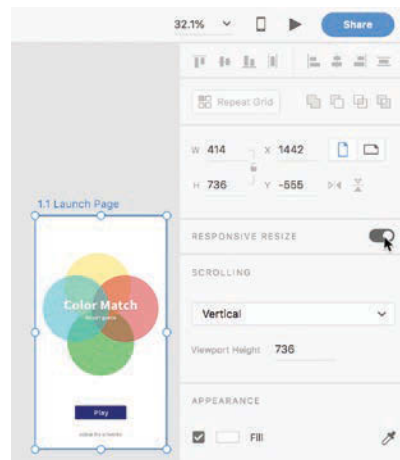 32.1%
Share
Repeat Grid
W 414 X 1442
H 736 Y -555
1.1 Launch Page
RESPONSIVE RESIZE
SCROLLING
Color Match
Vertical
Viewport Height 736
APPEARANCE
Play
Fill